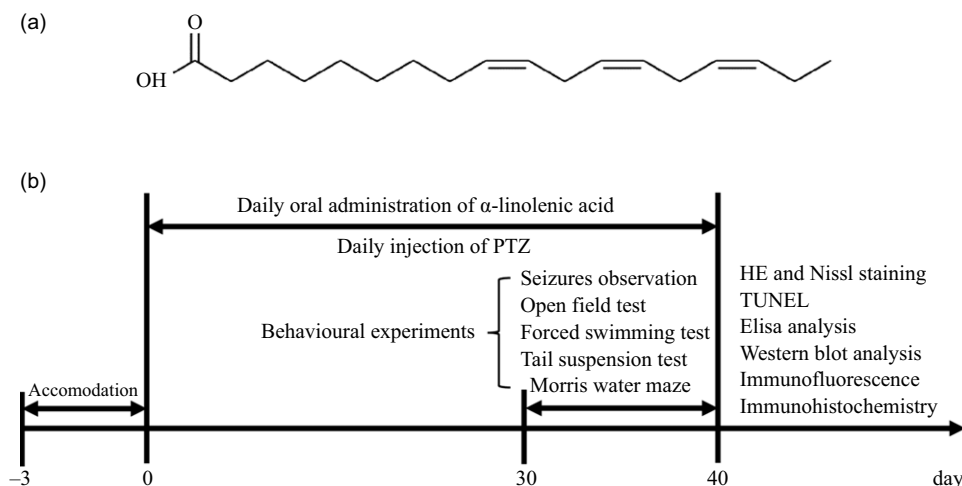 (a)
O
OH
(b)
Daily oral administration of α-linolenic acid
Daily injection of PTZ
Behavioural experiments
Seizures observation
Open field test
Forced swimming test
Tail suspension test
Morris water maze
HE and Nissl staining
TUNEL
Elisa analysis
Western blot analysis
Immunofluorescence
Immunohistochemistry
Accomodation
–3 0 30 40 day